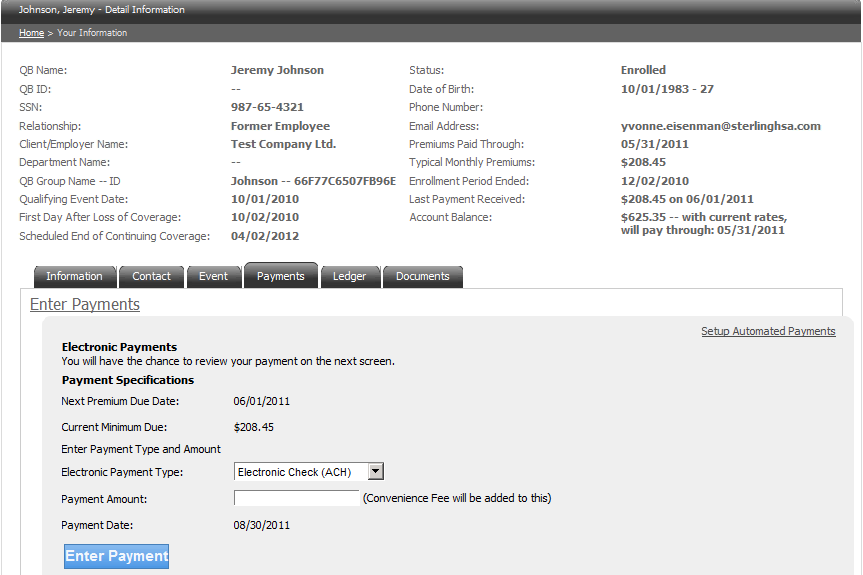 Johnson, Jeremy - Detail Information
Home > Your Information
QB Name: Jeremy Johnson Status: Enrolled
QB ID: -- Date of Birth: 10/01/1983 - 27
SSN: 987-65-4321 Phone Number:
Relationship: Former Employee Email Address: yvonne.eisenman@sterlinghsa.com
Client/Employer Name: Test Company Ltd. Premiums Paid Through: 05/31/2011
Department Name: -- Typical Monthly Premiums: $208.45
QB Group Name -- ID Johnson -- 66F77C6507FB96E Enrollment Period Ended: 12/02/2010
Qualifying Event Date: 10/01/2010 Last Payment Received: $208.45 on 06/01/2011
First Day After Loss of Coverage: 10/02/2010 Account Balance: $625.35 -- with current rates,
will pay through: 05/31/2011
Scheduled End of Continuing Coverage: 04/02/2012
Information Contact Event Payments Ledger Documents
Enter Payments
Setup Automated Payments
Electronic Payments
You will have the chance to review your payment on the next screen.
Payment Specifications
Next Premium Due Date: 06/01/2011
Current Minimum Due: $208.45
Enter Payment Type and Amount
Electronic Payment Type: Electronic Check (ACH)
Payment Amount: (Convenience Fee will be added to this)
Payment Date: 08/30/2011
Enter Payment